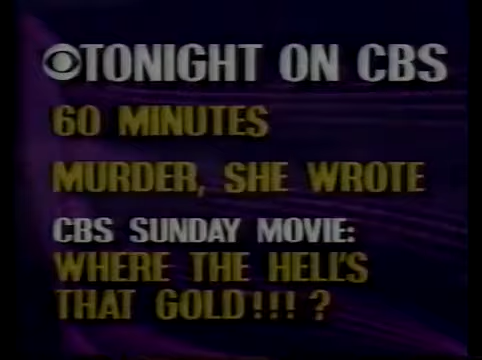 TONIGHT ON CBS
60 MINUTES
MURDER, SHE WROTE
CBS SUNDAY MOVIE:
WHERE THE HELL'S
THAT GOLD!!!?